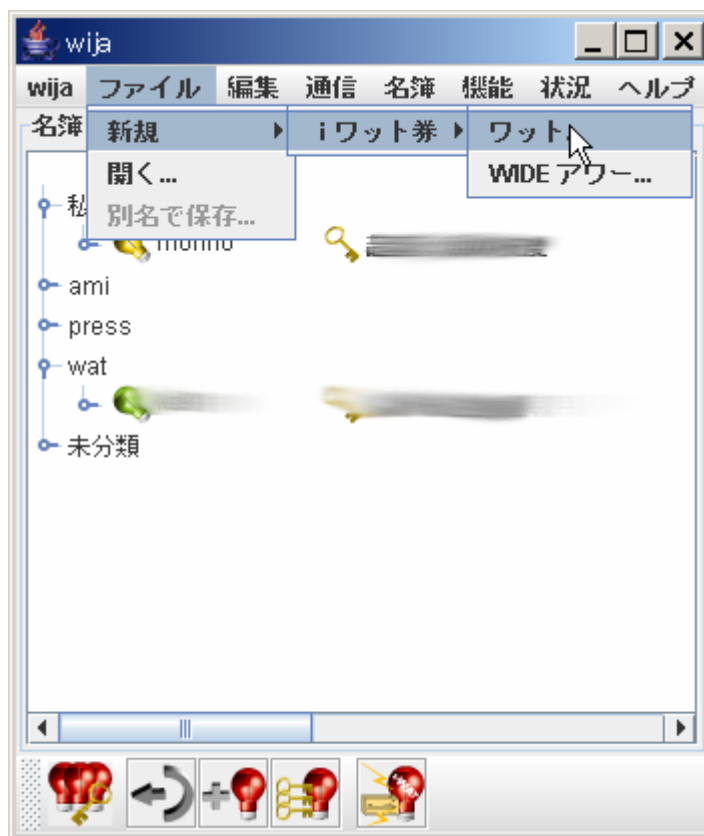 wija
wija ファイル 編集 通信 名簿 機能 状況 ヘルプ
名簿 新規 iワット券 ワット
開く... WIDE アワー...
私
別名で保存...
ami
press
wat
未分類